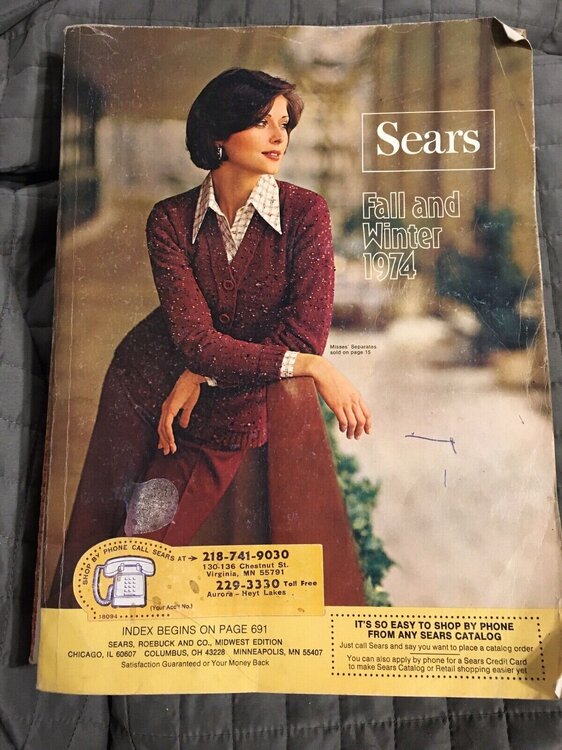 Sears
Fall and
Winter
1974
Misses' Separates
sold on page 15
SHOP BY PHONE CALL SEARS AT → 218-741-9030
130-136 Chestnut St.
Virginia, MN 55791
229-3330 Toll Free
Aurora – Hoyt Lakes
(Your Acct No.)
INDEX BEGINS ON PAGE 691
SEARS, ROEBUCK AND CO., MIDWEST EDITION
CHICAGO, IL 60607 COLUMBUS, OH 43228 MINNEAPOLIS, MN 55407
Satisfaction Guaranteed or Your Money Back
IT'S SO EASY TO SHOP BY PHONE
FROM ANY SEARS CATALOG
Just call Sears and say you want to place a catalog order
You can also apply by phone for a Sears Credit Card
to make Sears Catalog or Retail shopping easier yet